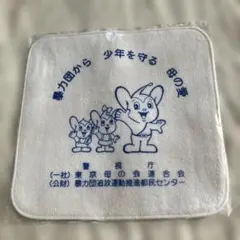 暴力団から 少年を守る 母の愛
警視庁
(一社)東京母の会連合会
(公財)暴力団追放運動推進都民センター